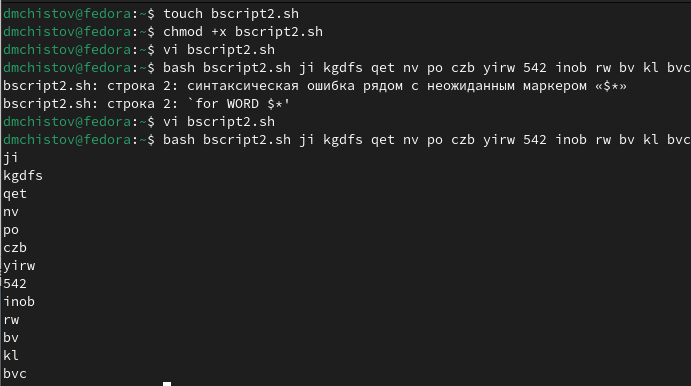 dmchistov@fedora:~$ touch bscript2.sh
dmchistov@fedora:~$ chmod +x bscript2.sh
dmchistov@fedora:~$ vi bscript2.sh
dmchistov@fedora:~$ bash bscript2.sh ji kgdfs qet nv po czb yirw 542 inob rw bv kl bvc
bscript2.sh: строка 2: синтаксическая ошибка рядом с неожиданным маркером «$*»
bscript2.sh: строка 2: `for WORD $*'
dmchistov@fedora:~$ vi bscript2.sh
dmchistov@fedora:~$ bash bscript2.sh ji kgdfs qet nv po czb yirw 542 inob rw bv kl bvc
ji
kgdfs
qet
nv
po
czb
yirw
542
inob
rw
bv
kl
bvc